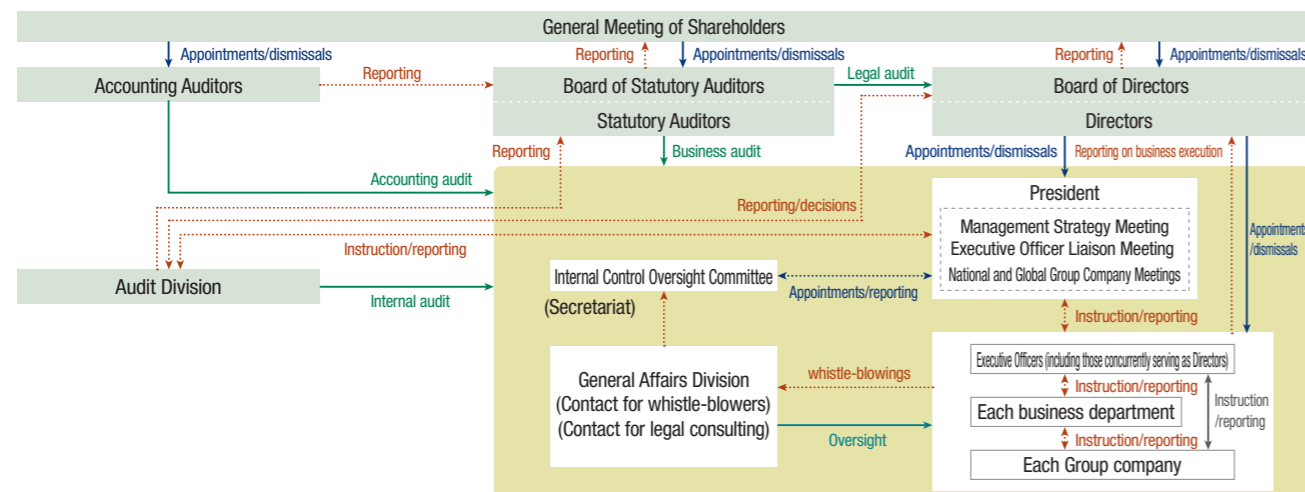 General Meeting of Shareholders
Appointments/dismissals
Reporting
Appointments/dismissals
Reporting
Appointments/dismissals
Accounting Auditors
Reporting
Board of Statutory Auditors
Legal audit
Board of Directors
Statutory Auditors
Directors
Reporting
Business audit
Appointments/dismissals
Reporting on business execution
Accounting audit
President
Reporting/decisions
Management Strategy Meeting
Executive Officer Liaison Meeting
National and Global Group Company Meetings
Appointments
/dismissals
Instruction/reporting
Audit Division
Internal audit
Internal Control Oversight Committee
(Secretariat)
Appointments/reporting
Instruction/reporting
General Affairs Division
(Contact for whistle-blowers)
(Contact for legal consulting)
whistle-blowings
Oversight
Executive Officers (including those concurrently serving as Directors)
Instruction/reporting
Each business department
Instruction
/reporting
Instruction/reporting
Each Group company